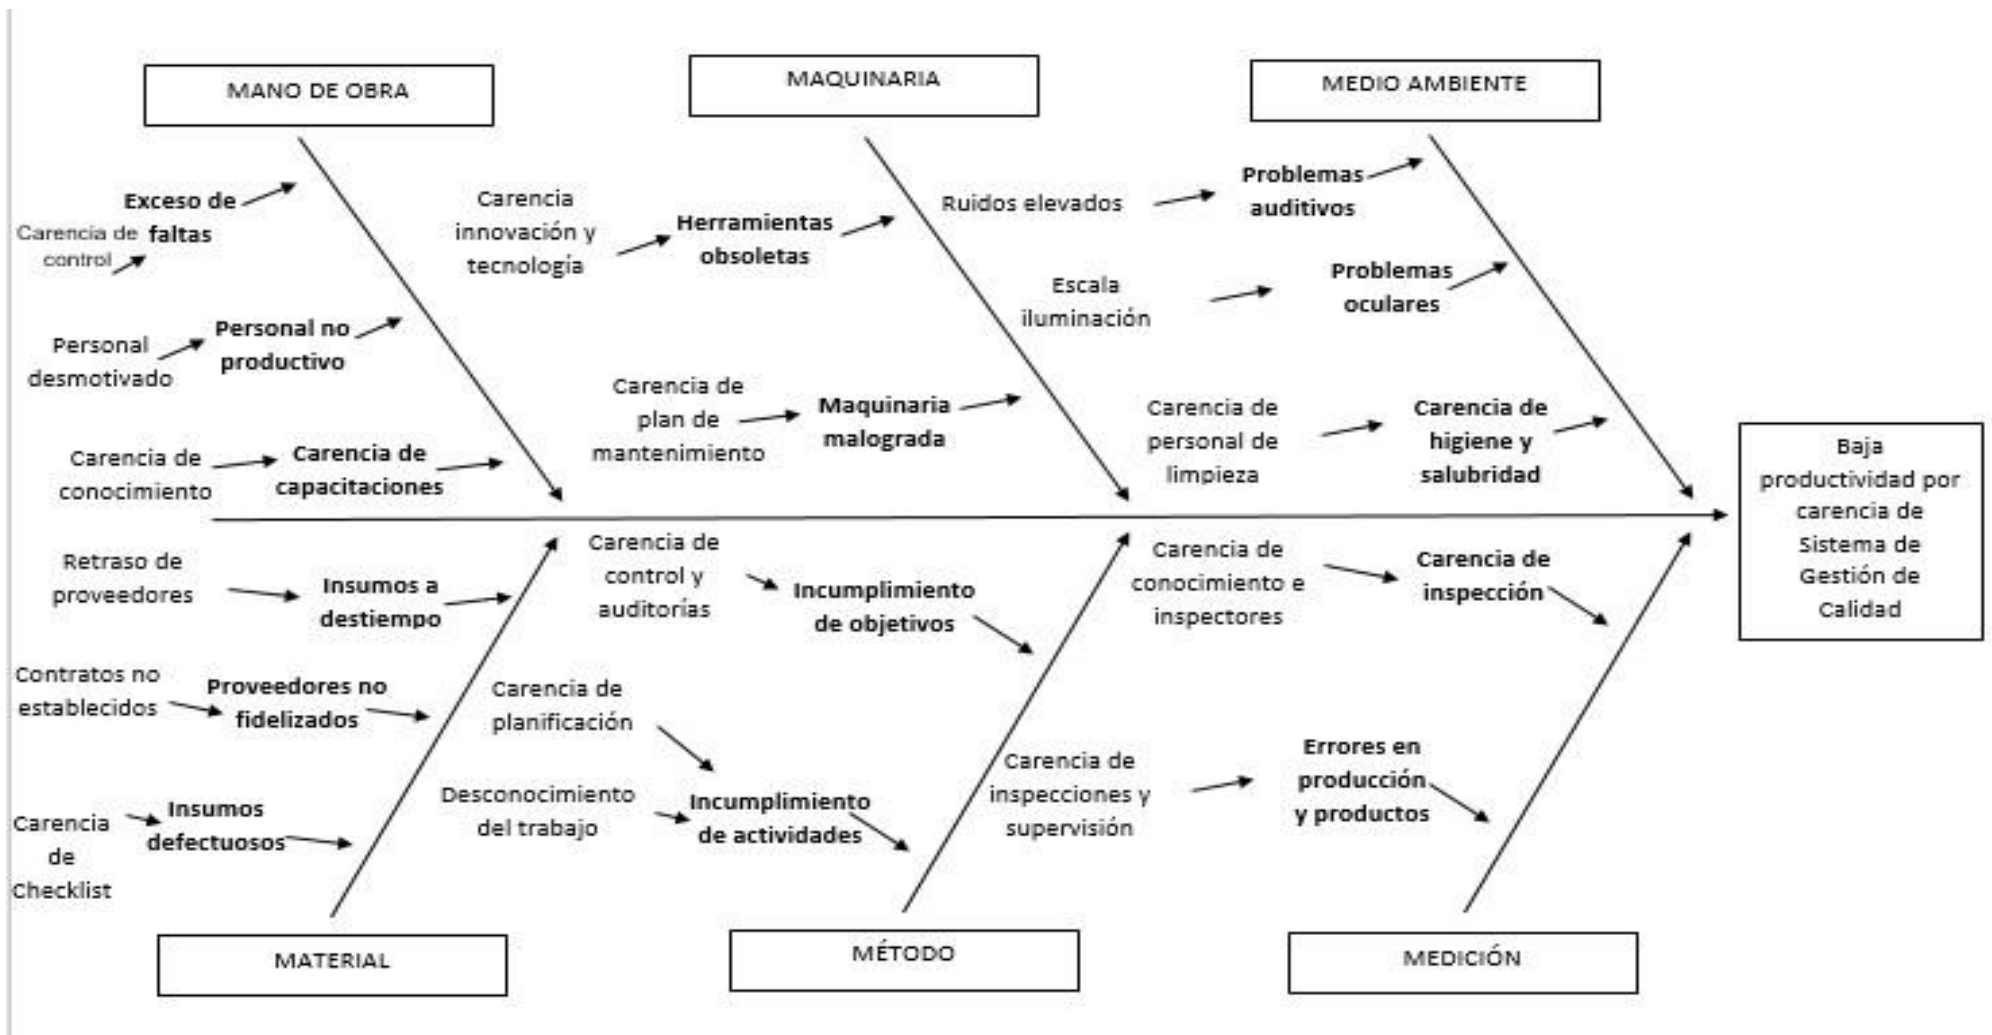 MANO DE OBRA
MAQUINARIA
MEDIO AMBIENTE
Exceso de
faltas
Carencia de
control
Personal no
productivo
Personal
desmotivado
Carencia de
capacitaciones
Carencia de
conocimiento
Carencia
innovación y
tecnología
Herramientas
obsoletas
Carencia de
plan de
mantenimiento
Maquinaria
malograda
Ruidos elevados
Problemas
auditivos
Escala
iluminación
Problemas
oculares
Carencia de
personal de
limpieza
Carencia de
higiene y
salubridad
Baja
productividad por
carencia de
Sistema de
Gestión de
Calidad
Retraso de
proveedores
Insumos a
destiempo
Contratos no
establecidos
Proveedores no
fidelizados
Carencia
de
Checklist
Insumos
defectuosos
Carencia de
control y
auditorías
Incumplimiento
de objetivos
Carencia de
planificación
Desconocimiento
del trabajo
Incumplimiento
de actividades
Carencia de
conocimiento e
inspectores
Carencia de
inspección
Carencia de
inspecciones y
supervisión
Errores en
producción
y productos
MATERIAL
MÉTODO
MEDICIÓN